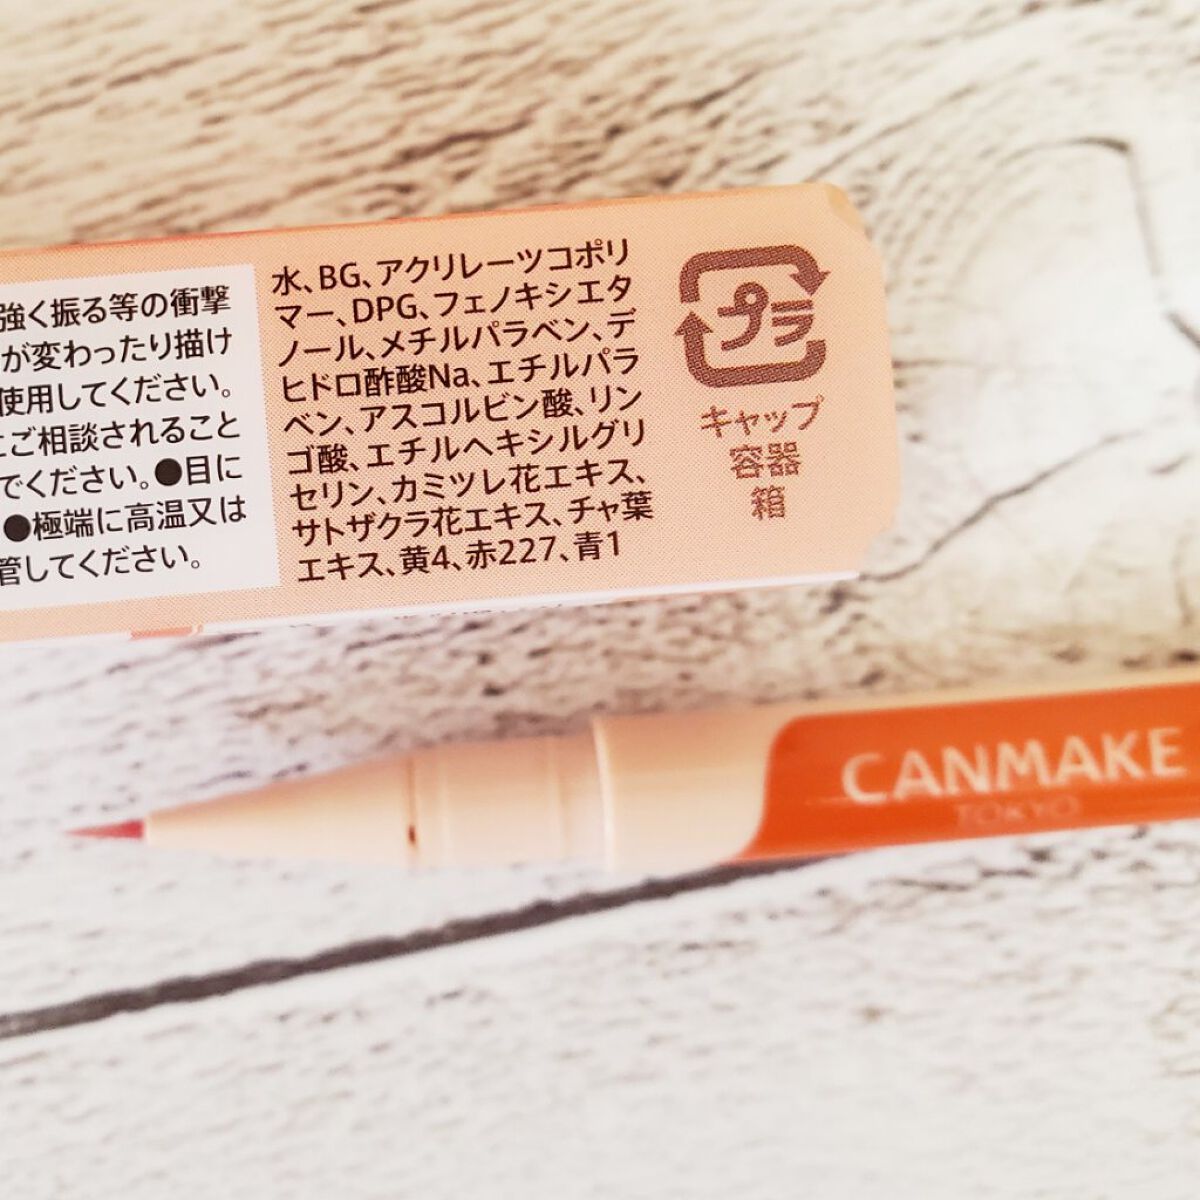 強く振る等の衝撃
が変わったり描け
使用してください。
ご相談されること
でください。●目に
●極端に高温又は
管してください。
水、BG、アクリレーツコポリ
マー、DPG、フェノキシエタ
ノール、メチルパラベン、デ
ヒドロ酢酸Na、エチルパラ
ベン、アスコルビン酸、リン
ゴ酸、エチルヘキシルグリ
セリン、カミツレ花エキス、
サトザクラ花エキス、チャ葉
エキス、黄4、赤227、青1
プラ
キャップ
容器
箱
CANMAKE
TOKYO